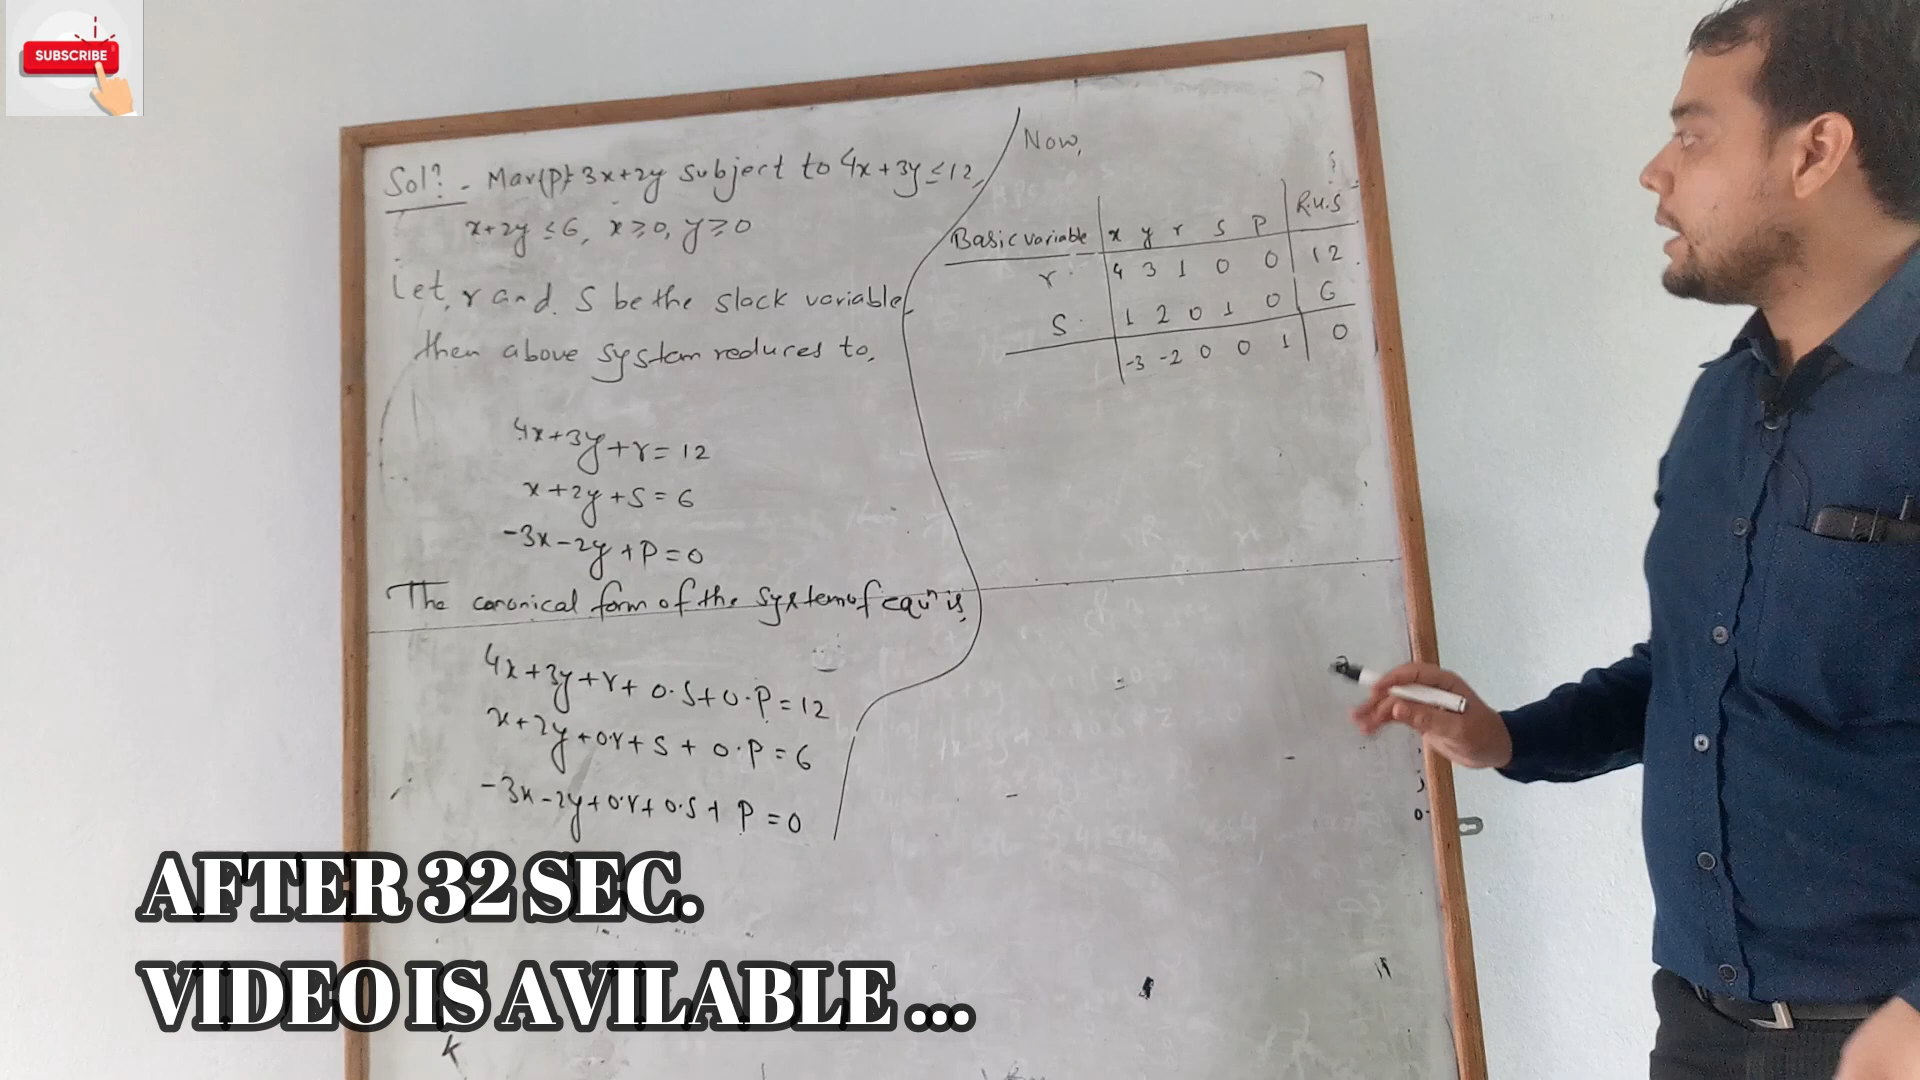 SUBSCRIBE
Solⁿ. Max(P)= 3x+2y subject to 4x+3y ≤ 12,
x+2y ≤ 6, x ≥ 0, y ≥ 0
Let, r and s be the slack variable
then above system reduces to,
4x+3y+r = 12
x+2y+s = 6
-3x-2y+P = 0
The canonical form of the system of equⁿ is,
4x+3y+r+0.s+0.P = 12
x+2y+0.r+s+0.P = 6
-3x-2y+0.r+0.s+P = 0
Now,
Basic variable x y r s P R.H.S
r 4 3 1 0 0 12
s 1 2 0 1 0 6
-3 -2 0 0 1 0
AFTER 32 SEC.
VIDEO IS AVILABLE ...